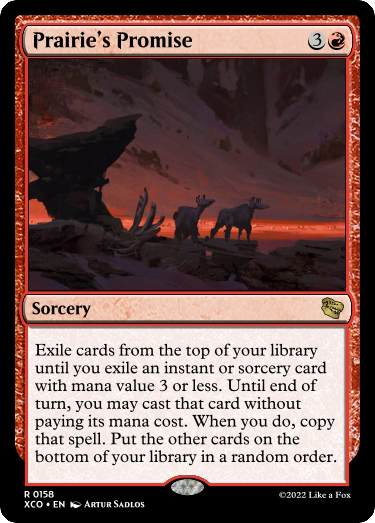 Prairie's Promise 3
Sorcery
Exile cards from the top of your library
until you exile an instant or sorcery card
with mana value 3 or less. Until end of
turn, you may cast that card without
paying its mana cost. When you do, copy
that spell. Put the other cards on the
bottom of your library in a random order.
R 0158
XCO • EN Artur Sadlos
©2022 Like a Fox